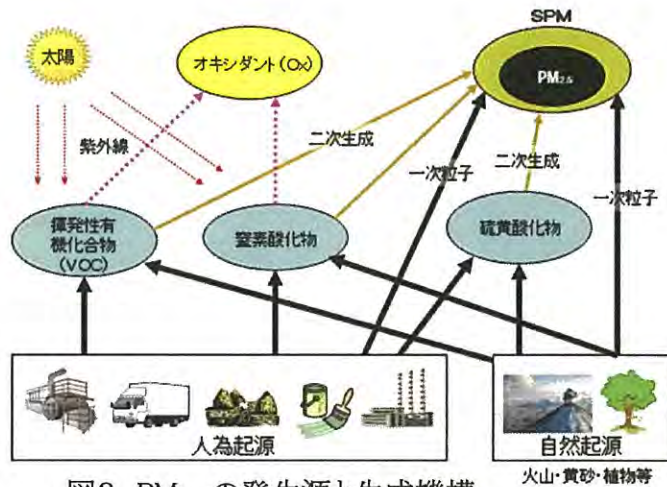 SPM
太陽
オキシダント(Ox)
PM2.5
紫外線
二次生成
一次粒子
二次生成
一次粒子
揮発性有
機化合物
(VOC)
窒素酸化物
硫黄酸化物
人為起源
自然起源
火山・黄砂・植物等